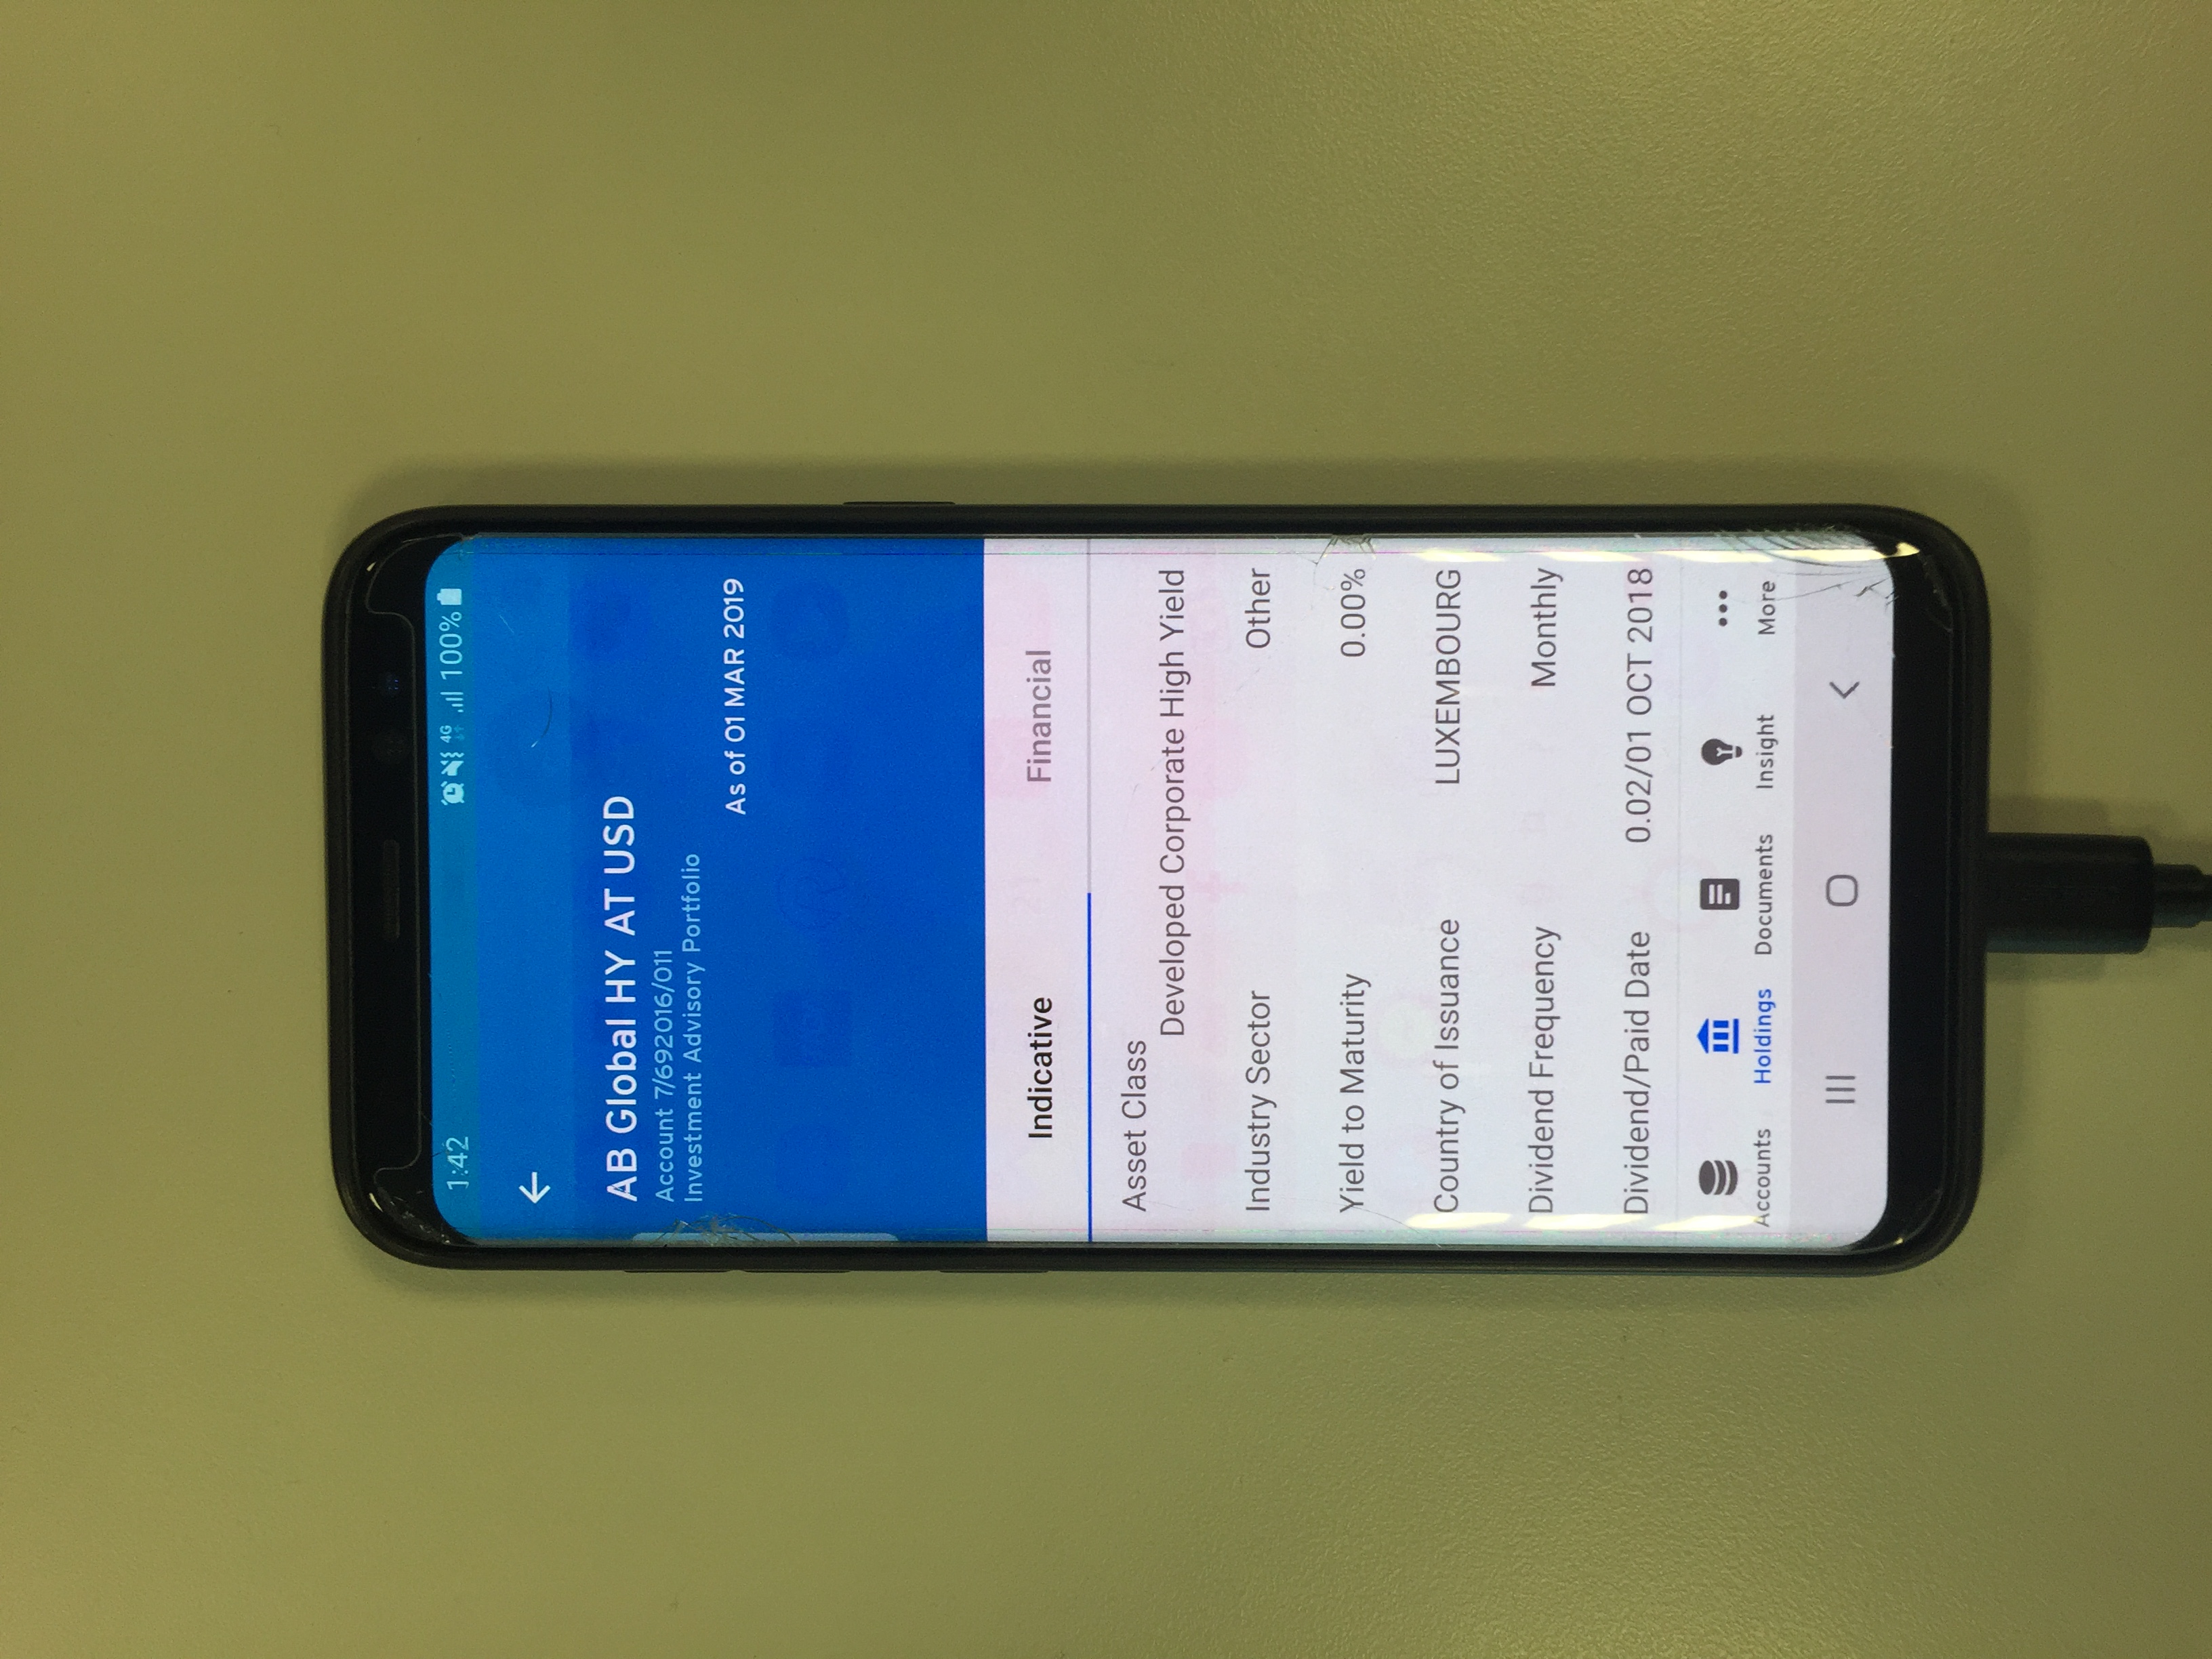 1:42
4G 100%
AB Global HY AT USD
Account 7/692016/011
Investment Advisory Portfolio
As of 01 MAR 2019
Indicative Financial
Asset Class
Developed Corporate High Yield
Industry Sector Other
Yield to Maturity 0.00%
Country of Issuance LUXEMBOURG
Dividend Frequency Monthly
Dividend/Paid Date 0.02/01 OCT 2018
Accounts Holdings Documents Insight More